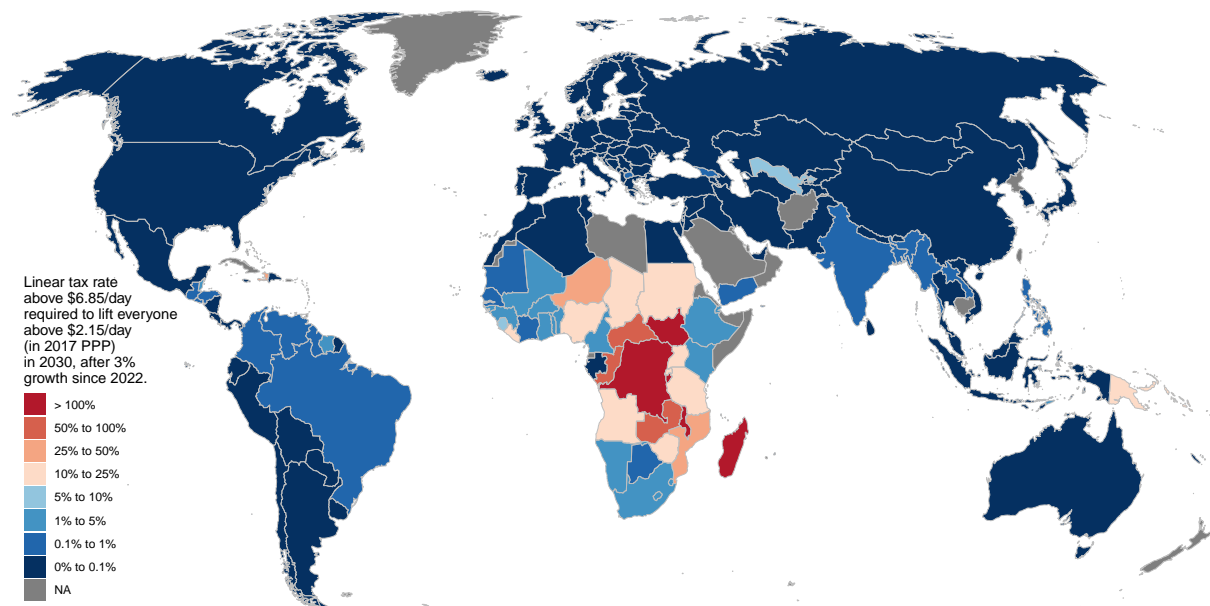 Linear tax rate
above $6.85/day
required to lift everyone
above $2.15/day
(in 2017 PPP)
in 2030, after 3%
growth since 2022.
> 100%
50% to 100%
25% to 50%
10% to 25%
5% to 10%
1% to 5%
0.1% to 1%
0% to 0.1%
NA